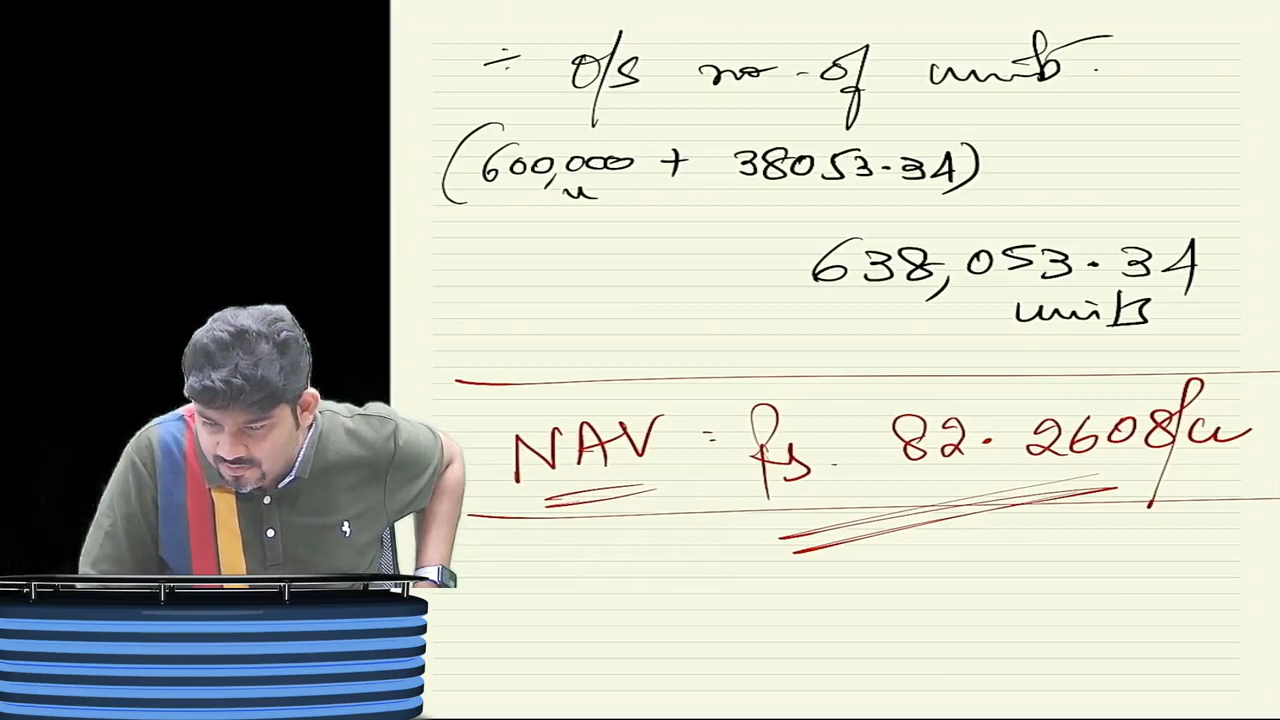 ÷ o/s no. of units.
(600,000 + 38053.34)
u
638,053.34
units
NAV = Rs. 82.2608/u